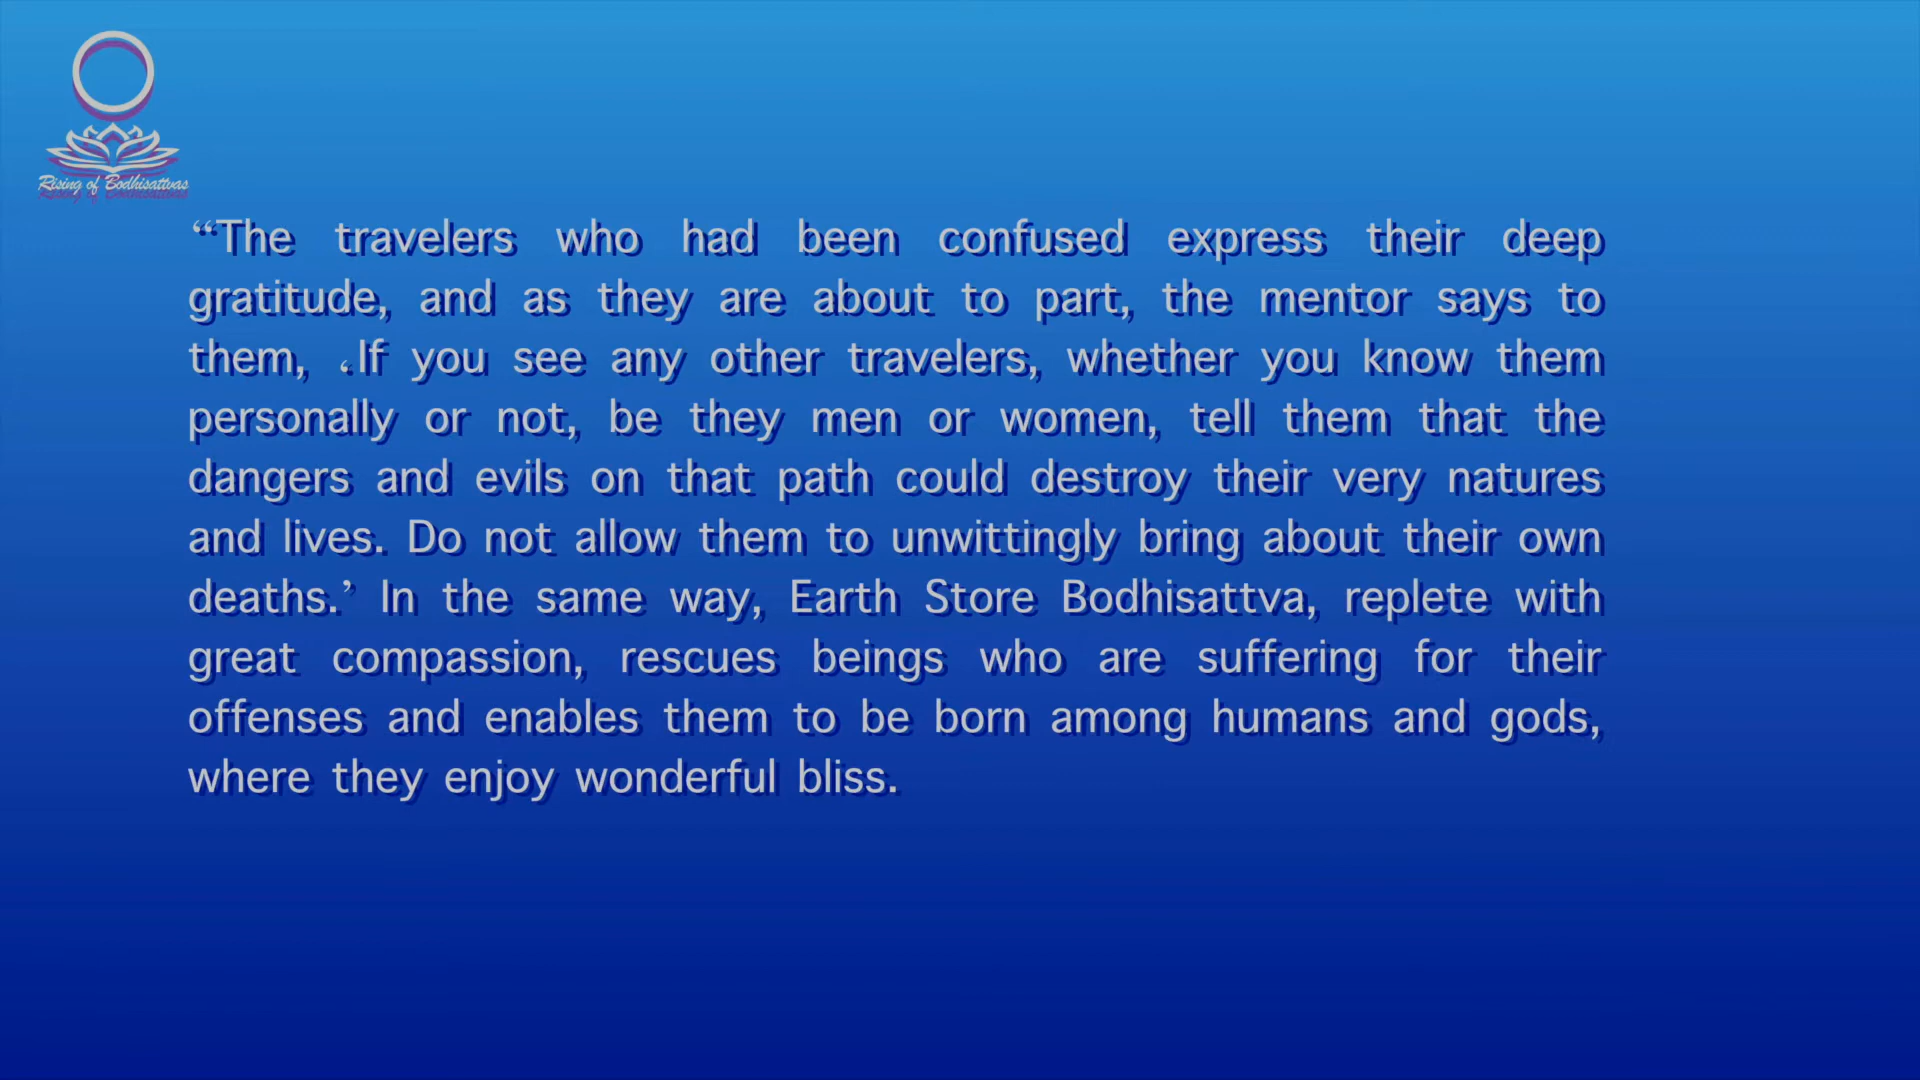 Rising of Bodhisattvas
“The travelers who had been confused express their deep
gratitude, and as they are about to part, the mentor says to
them, ‘If you see any other travelers, whether you know them
personally or not, be they men or women, tell them that the
dangers and evils on that path could destroy their very natures
and lives. Do not allow them to unwittingly bring about their own
deaths.’ In the same way, Earth Store Bodhisattva, replete with
great compassion, rescues beings who are suffering for their
offenses and enables them to be born among humans and gods,
where they enjoy wonderful bliss.